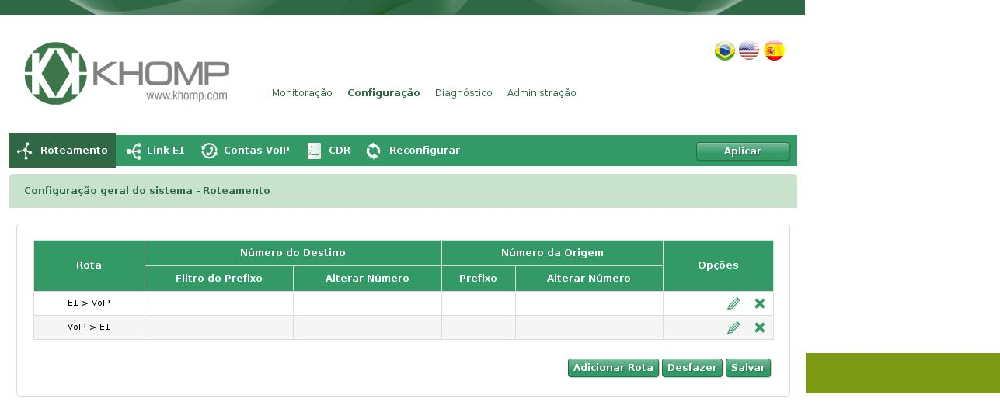 KHOMP
www.khomp.com
Monitoração Configuração Diagnóstico Administração
Roteamento Link E1 Contas VoIP CDR Reconfigurar Aplicar
Configuração geral do sistema - Roteamento
Rota Número do Destino Número da Origem Opções
Filtro do Prefixo Alterar Número Prefixo Alterar Número
E1 > VoIP
VoIP > E1
Adicionar Rota Desfazer Salvar